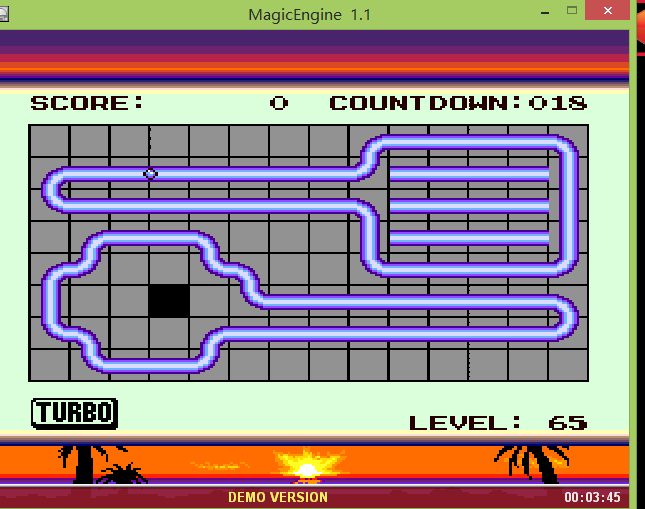 MagicEngine 1.1
SCORE: 0 COUNTDOWN:018
TURBO
LEVEL: 65
DEMO VERSION 00:03:45